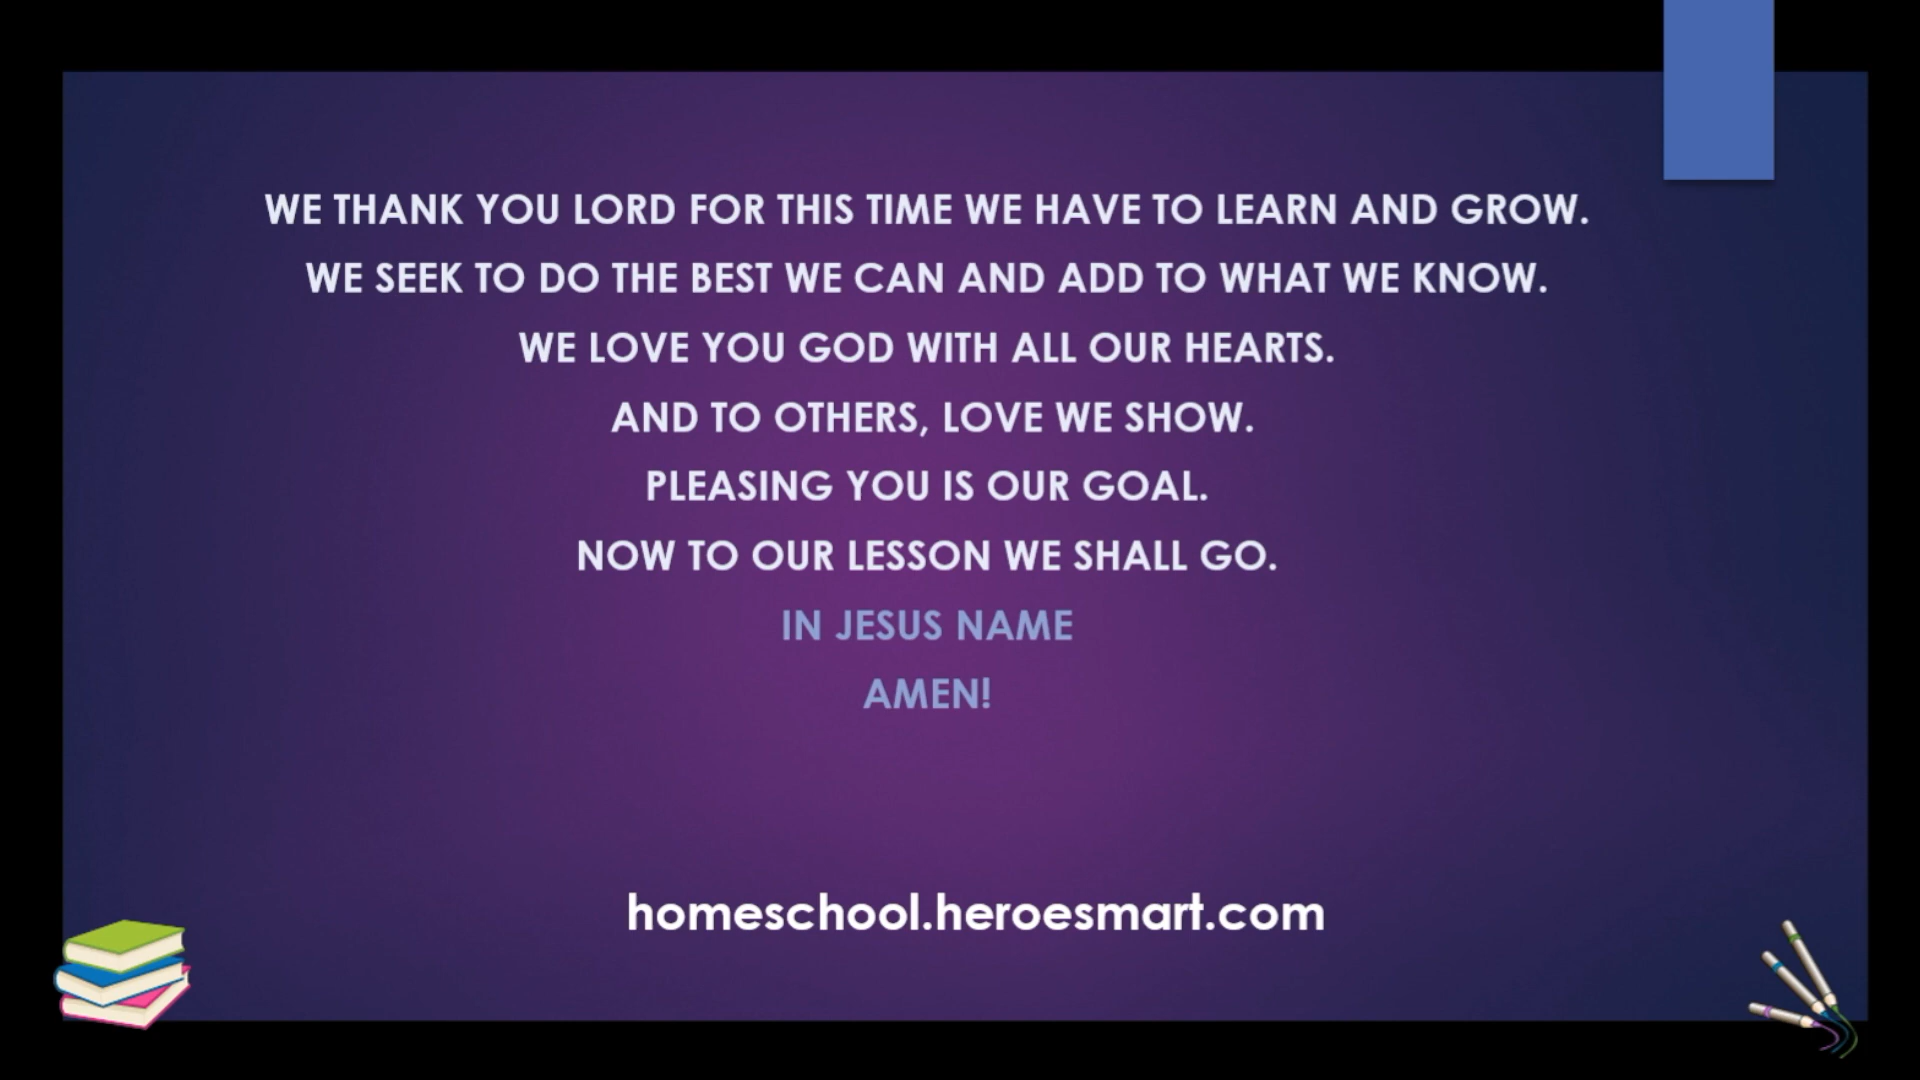 WE THANK YOU LORD FOR THIS TIME WE HAVE TO LEARN AND GROW.
WE SEEK TO DO THE BEST WE CAN AND ADD TO WHAT WE KNOW.
WE LOVE YOU GOD WITH ALL OUR HEARTS.
AND TO OTHERS, LOVE WE SHOW.
PLEASING YOU IS OUR GOAL.
NOW TO OUR LESSON WE SHALL GO.
IN JESUS NAME
AMEN!
homeschool.heroesmart.com